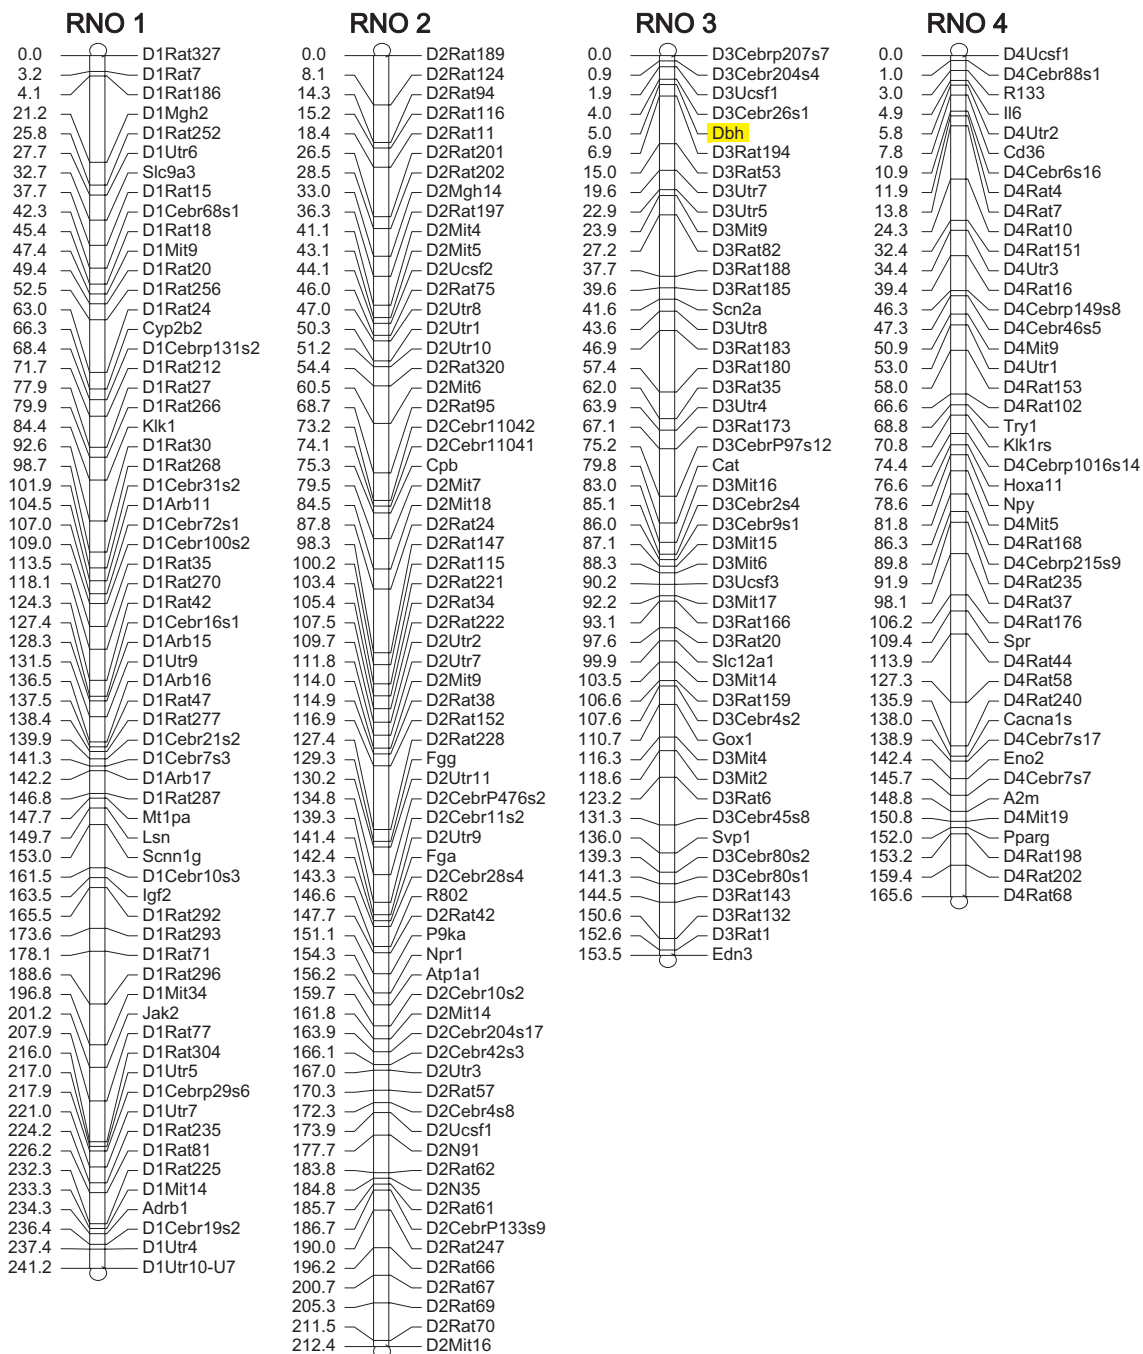 RNO 1
0.0 D1Rat327
3.2 D1Rat7
4.1 D1Rat186
21.2 D1Mgh2
25.8 D1Rat252
27.7 D1Utr6
32.7 Slc9a3
37.7 D1Rat15
42.3 D1Cebr68s1
45.4 D1Rat18
47.4 D1Mit9
49.4 D1Rat20
52.5 D1Rat256
63.0 D1Rat24
66.3 Cyp2b2
68.4 D1Cebrp131s2
71.7 D1Rat212
77.9 D1Rat27
79.9 D1Rat266
84.4 Klk1
92.6 D1Rat30
98.7 D1Rat268
101.9 D1Cebr31s2
104.5 D1Arb11
107.0 D1Cebr72s1
109.0 D1Cebr100s2
113.5 D1Rat35
118.1 D1Rat270
124.3 D1Rat42
127.4 D1Cebr16s1
128.3 D1Arb15
131.5 D1Utr9
136.5 D1Arb16
137.5 D1Rat47
138.4 D1Rat277
139.9 D1Cebr21s2
141.3 D1Cebr7s3
142.2 D1Arb17
146.8 D1Rat287
147.7 Mt1pa
149.7 Lsn
153.0 Scnn1g
161.5 D1Cebr10s3
163.5 Igf2
165.5 D1Rat292
173.6 D1Rat293
178.1 D1Rat71
188.6 D1Rat296
196.8 D1Mit34
201.2 Jak2
207.9 D1Rat77
216.0 D1Rat304
217.0 D1Utr5
217.9 D1Cebrp29s6
221.0 D1Utr7
224.2 D1Rat235
226.2 D1Rat81
232.3 D1Rat225
233.3 D1Mit14
234.3 Adrb1
236.4 D1Cebr19s2
237.4 D1Utr4
241.2 D1Utr10-U7
RNO 2
0.0 D2Rat189
8.1 D2Rat124
14.3 D2Rat94
15.2 D2Rat116
18.4 D2Rat11
26.5 D2Rat201
28.5 D2Rat202
33.0 D2Mgh14
36.3 D2Rat197
41.1 D2Mit4
43.1 D2Mit5
44.1 D2Ucsf2
46.0 D2Rat75
47.0 D2Utr8
50.3 D2Utr1
51.2 D2Utr10
54.4 D2Rat320
60.5 D2Mit6
68.7 D2Rat95
73.2 D2Cebr11042
74.1 D2Cebr11041
75.3 Cpb
79.5 D2Mit7
84.5 D2Mit18
87.8 D2Rat24
98.3 D2Rat147
100.2 D2Rat115
103.4 D2Rat221
105.4 D2Rat34
107.5 D2Rat222
109.7 D2Utr2
111.8 D2Utr7
114.0 D2Mit9
114.9 D2Rat38
116.9 D2Rat152
127.4 D2Rat228
129.3 Fgg
130.2 D2Utr11
134.8 D2CebrP476s2
139.3 D2Cebr11s2
141.4 D2Utr9
142.4 Fga
143.3 D2Cebr28s4
146.6 R802
147.7 D2Rat42
151.1 P9ka
154.3 Npr1
156.2 Atp1a1
159.7 D2Cebr10s2
161.8 D2Mit14
163.9 D2Cebr204s17
166.1 D2Cebr42s3
167.0 D2Utr3
170.3 D2Rat57
172.3 D2Cebr4s8
173.9 D2Ucsf1
177.7 D2N91
183.8 D2Rat62
184.8 D2N35
185.7 D2Rat61
186.7 D2CebrP133s9
190.0 D2Rat247
196.2 D2Rat66
200.7 D2Rat67
205.3 D2Rat69
211.5 D2Rat70
212.4 D2Mit16
RNO 3
0.0 D3Cebrp207s7
0.9 D3Cebr204s4
1.9 D3Ucsf1
4.0 D3Cebr26s1
5.0 Dbh
6.9 D3Rat194
15.0 D3Rat53
19.6 D3Utr7
22.9 D3Utr5
23.9 D3Mit9
27.2 D3Rat82
37.7 D3Rat188
39.6 D3Rat185
41.6 Scn2a
43.6 D3Utr8
46.9 D3Rat183
57.4 D3Rat180
62.0 D3Rat35
63.9 D3Utr4
67.1 D3Rat173
75.2 D3CebrP97s12
79.8 Cat
83.0 D3Mit16
85.1 D3Cebr2s4
86.0 D3Cebr9s1
87.1 D3Mit15
88.3 D3Mit6
90.2 D3Ucsf3
92.2 D3Mit17
93.1 D3Rat166
97.6 D3Rat20
99.9 Slc12a1
103.5 D3Mit14
106.6 D3Rat159
107.6 D3Cebr4s2
110.7 Gox1
116.3 D3Mit4
118.6 D3Mit2
123.2 D3Rat6
131.3 D3Cebr45s8
136.0 Svp1
139.3 D3Cebr80s2
141.3 D3Cebr80s1
144.5 D3Rat143
150.6 D3Rat132
152.6 D3Rat1
153.5 Edn3
RNO 4
0.0 D4Ucsf1
1.0 D4Cebr88s1
3.0 R133
4.9 Il6
5.8 D4Utr2
7.8 Cd36
10.9 D4Cebr6s16
11.9 D4Rat4
13.8 D4Rat7
24.3 D4Rat10
32.4 D4Rat151
34.4 D4Utr3
39.4 D4Rat16
46.3 D4Cebrp149s8
47.3 D4Cebr46s5
50.9 D4Mit9
53.0 D4Utr1
58.0 D4Rat153
66.6 D4Rat102
68.8 Try1
70.8 Klk1rs
74.4 D4Cebrp1016s14
76.6 Hoxa11
78.6 Npy
81.8 D4Mit5
86.3 D4Rat168
89.8 D4Cebrp215s9
91.9 D4Rat235
98.1 D4Rat37
106.2 D4Rat176
109.4 Spr
113.9 D4Rat44
127.3 D4Rat58
135.9 D4Rat240
138.0 Cacna1s
138.9 D4Cebr7s17
142.4 Eno2
145.7 D4Cebr7s7
148.8 A2m
150.8 D4Mit19
152.0 Pparg
153.2 D4Rat198
159.4 D4Rat202
165.6 D4Rat68